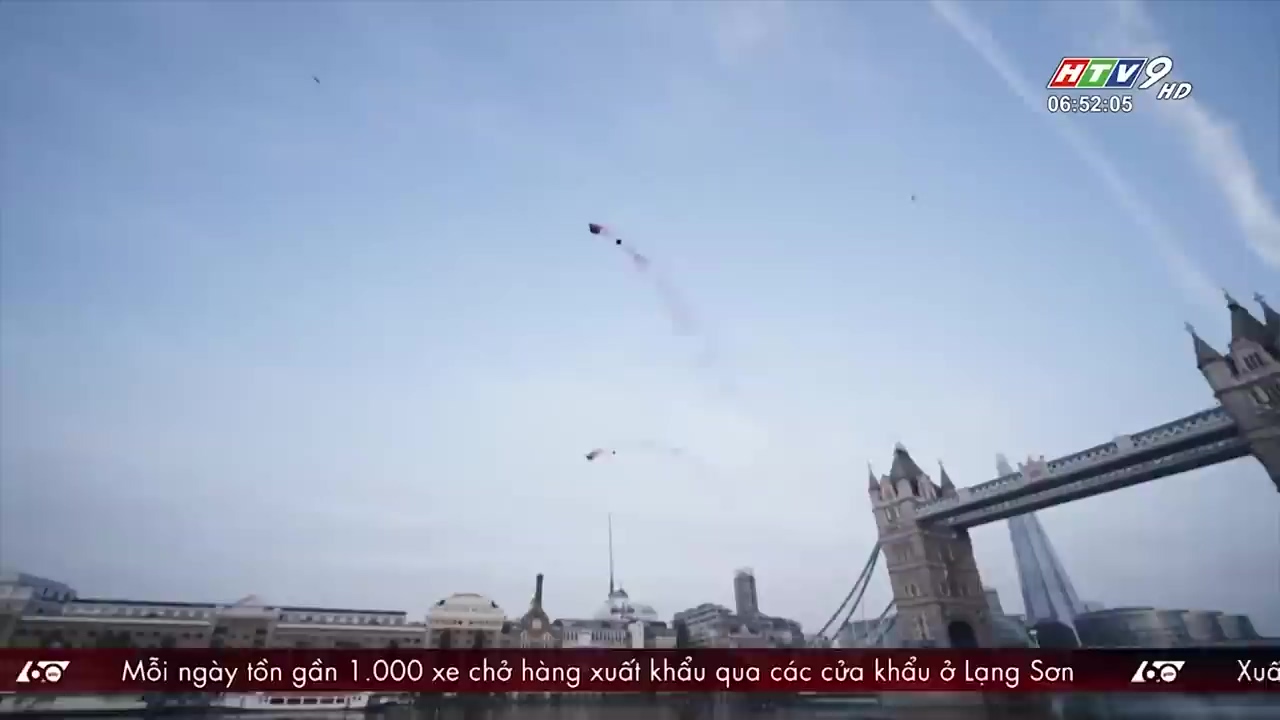 HTV9 HD
06:52:05
Mỗi ngày tồn gần 1.000 xe chở hàng xuất khẩu qua các cửa khẩu ở Lạng Sơn